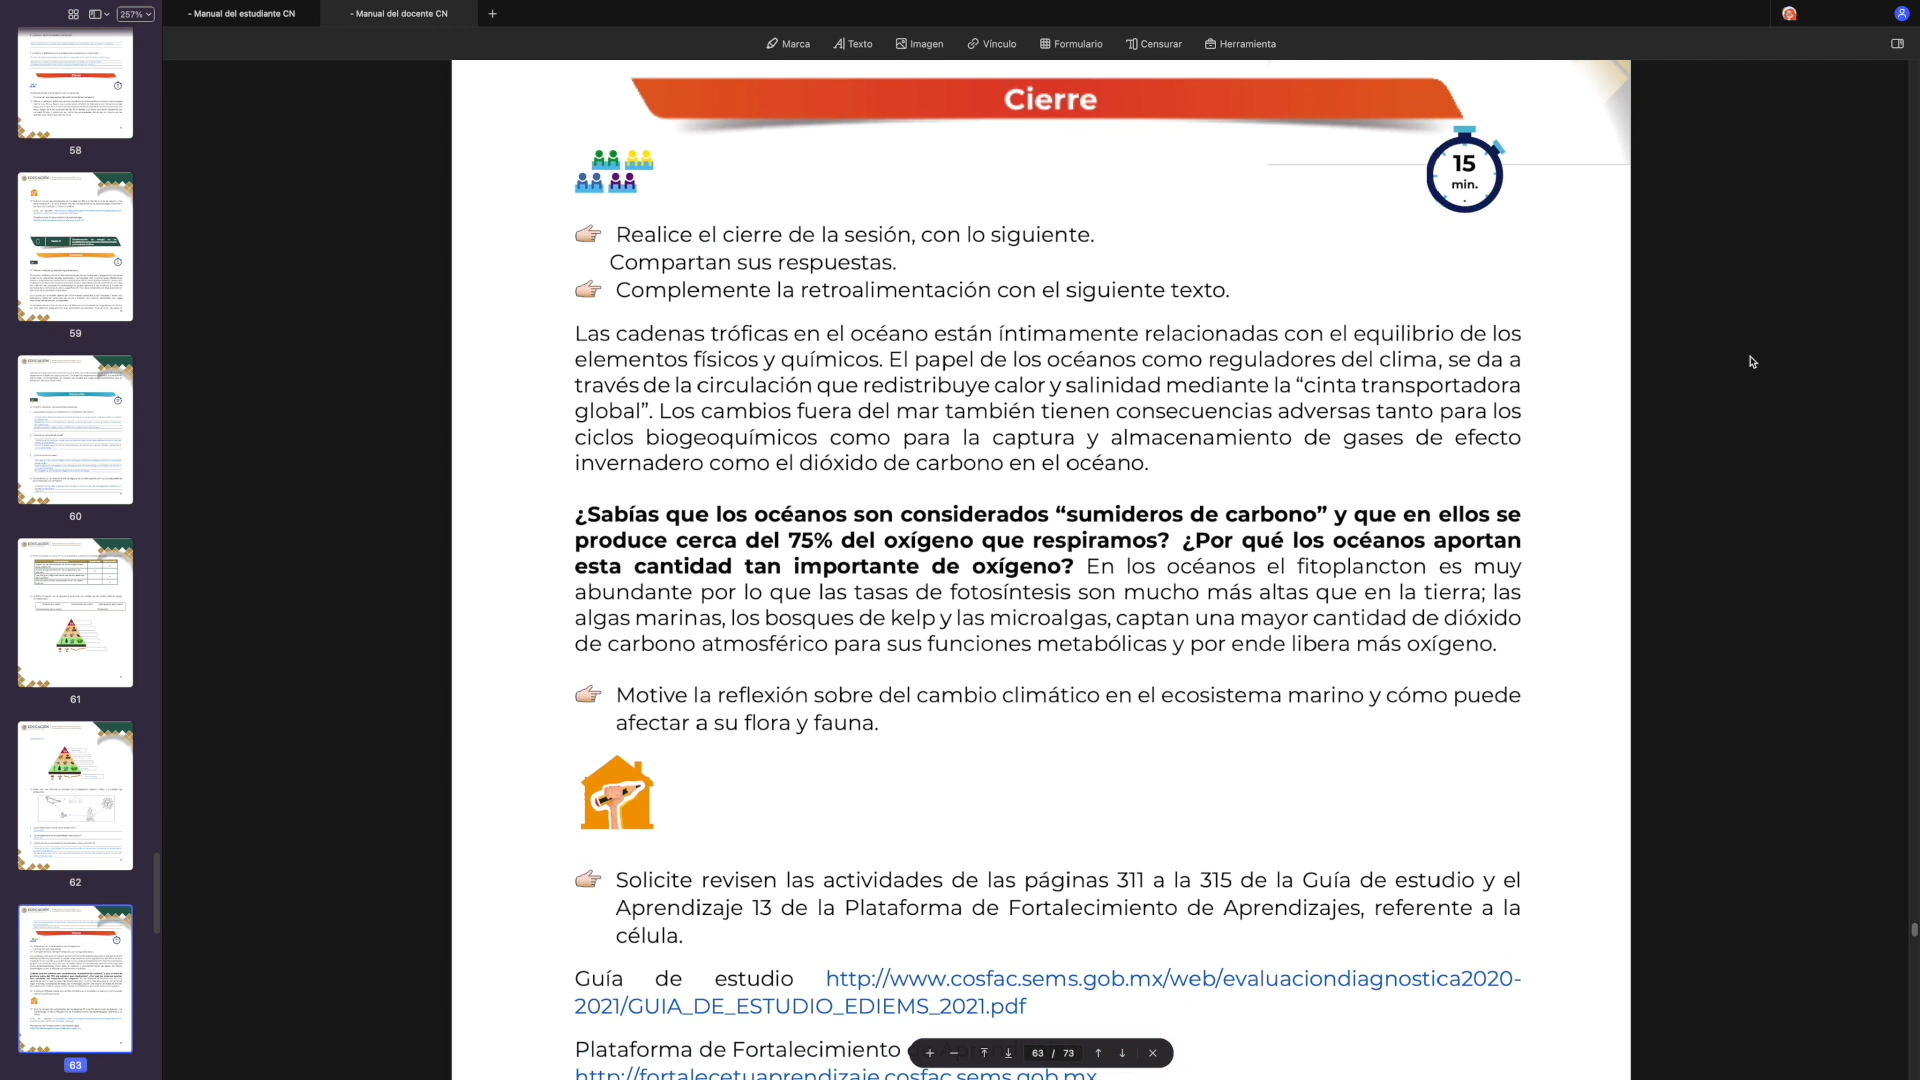 257%
- Manual del estudiante CN
- Manual del docente CN
Marca
Texto
Imagen
Vínculo
Formulario
Censurar
Herramienta
58
59
60
61
62
63
Cierre
15
min.
Realice el cierre de la sesión, con lo siguiente.
Compartan sus respuestas.
Complemente la retroalimentación con el siguiente texto.
Las cadenas tróficas en el océano están íntimamente relacionadas con el equilibrio de los
elementos físicos y químicos. El papel de los océanos como reguladores del clima, se da a
través de la circulación que redistribuye calor y salinidad mediante la “cinta transportadora
global”. Los cambios fuera del mar también tienen consecuencias adversas tanto para los
ciclos biogeoquímicos como para la captura y almacenamiento de gases de efecto
invernadero como el dióxido de carbono en el océano.
¿Sabías que los océanos son considerados “sumideros de carbono” y que en ellos se
produce cerca del 75% del oxígeno que respiramos? ¿Por qué los océanos aportan
esta cantidad tan importante de oxígeno? En los océanos el fitoplancton es muy
abundante por lo que las tasas de fotosíntesis son mucho más altas que en la tierra; las
algas marinas, los bosques de kelp y las microalgas, captan una mayor cantidad de dióxido
de carbono atmosférico para sus funciones metabólicas y por ende libera más oxígeno.
Motive la reflexión sobre del cambio climático en el ecosistema marino y cómo puede
afectar a su flora y fauna.
Solicite revisen las actividades de las páginas 311 a la 315 de la Guía de estudio y el
Aprendizaje 13 de la Plataforma de Fortalecimiento de Aprendizajes, referente a la
célula.
Guía de estudio http://www.cosfac.sems.gob.mx/web/evaluaciondiagnostica2020-
2021/GUIA_DE_ESTUDIO_EDIEMS_2021.pdf
Plataforma de Fortalecimiento
http://fortalecetuaprendizaje.cosfac.sems.gob.mx
63 / 73